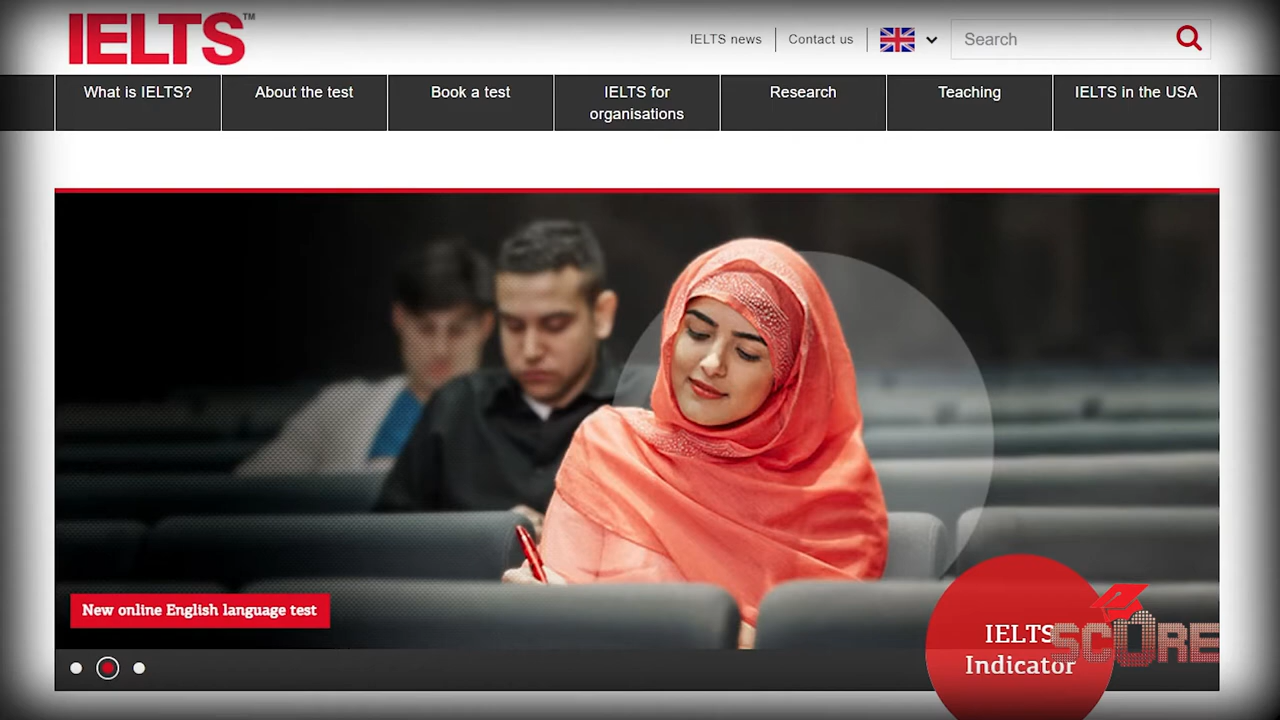 IELTS™
IELTS news
Contact us
Search
What is IELTS?
About the test
Book a test
IELTS for
organisations
Research
Teaching
IELTS in the USA
New online English language test
IELTS
Indicator
SCORE